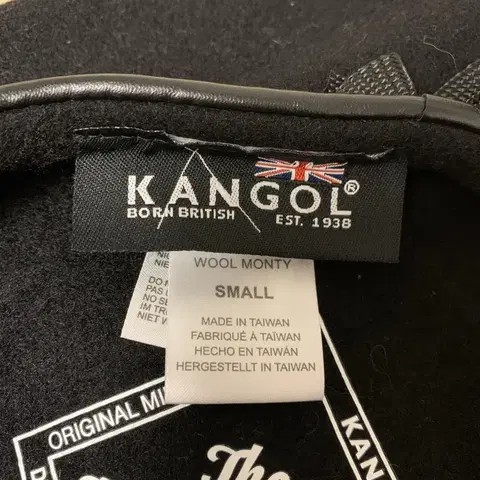 KANGOL®
BORN BRITISH EST. 1938
WOOL MONTY
SMALL
MADE IN TAIWAN
FABRIQUÉ À TAÏWAN
HECHO EN TAIWÁN
HERGESTELLT IN TAIWAN
DO N
PAS
NO SE
IM TR
NIET
ORIGINAL MI
KAN
The